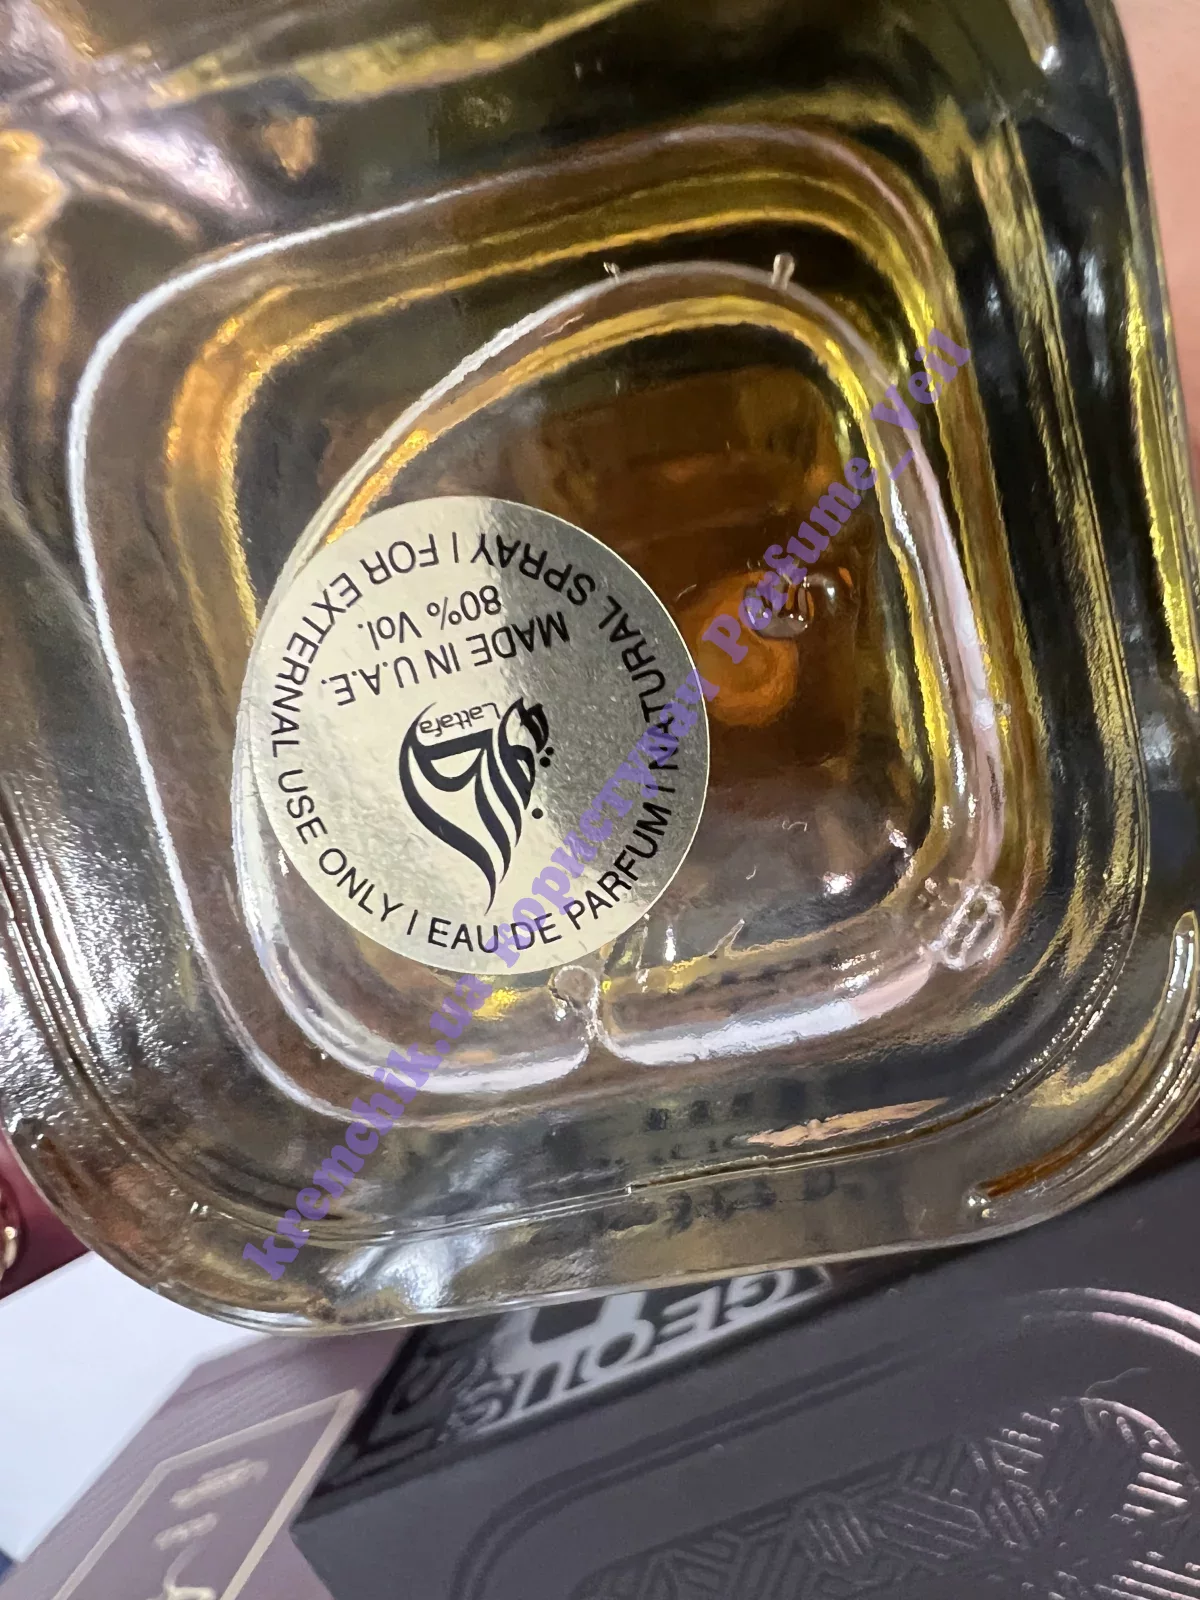 EAU DE PARFUM | NATURAL SPRAY | FOR EXTERNAL USE ONLY |
80% Vol.
MADE IN U.A.E.
Lattafa
kremchik.ua користувач Perfume_Veil
GEOUS